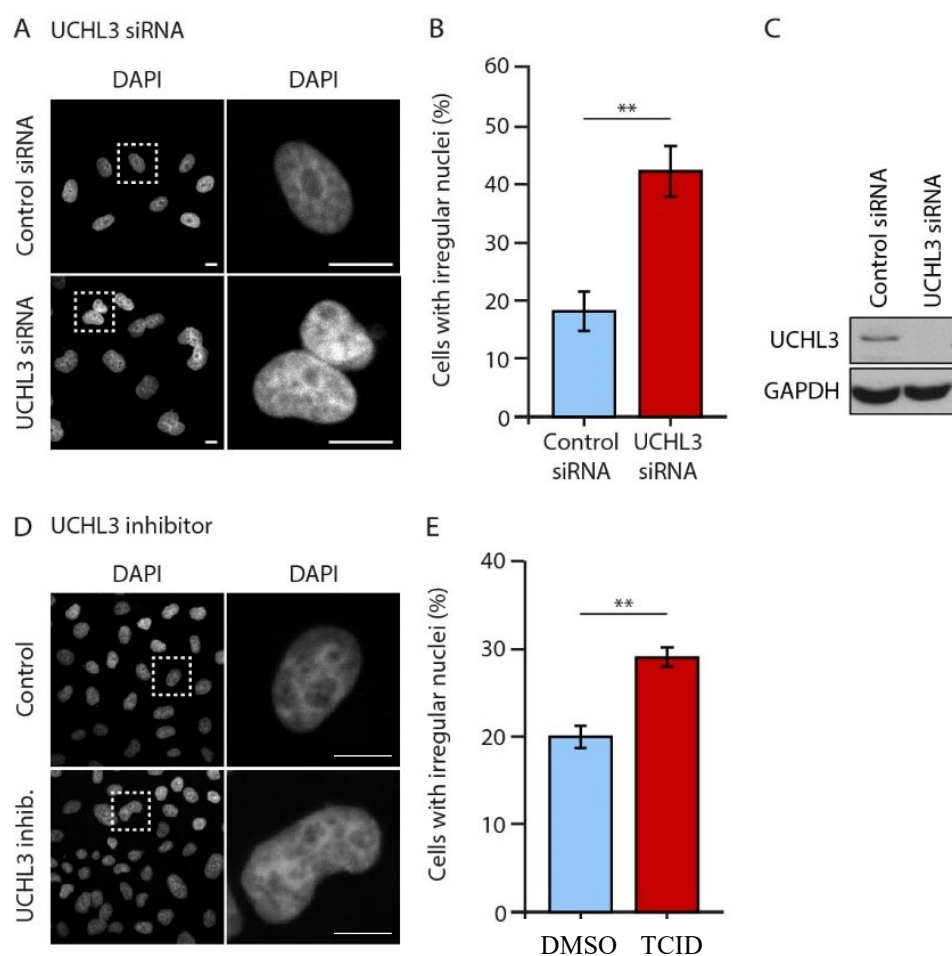 A UCHL3 siRNA
DAPI DAPI
Control siRNA
UCHL3 siRNA
B
Cells with irregular nuclei (%)
60
50
40
30
20
10
0
**
Control siRNA
UCHL3 siRNA
C
Control siRNA
UCHL3 siRNA
UCHL3
GAPDH
D UCHL3 inhibitor
DAPI DAPI
Control
UCHL3 inhib.
E
Cells with irregular nuclei (%)
40
30
20
10
0
**
DMSO TCID